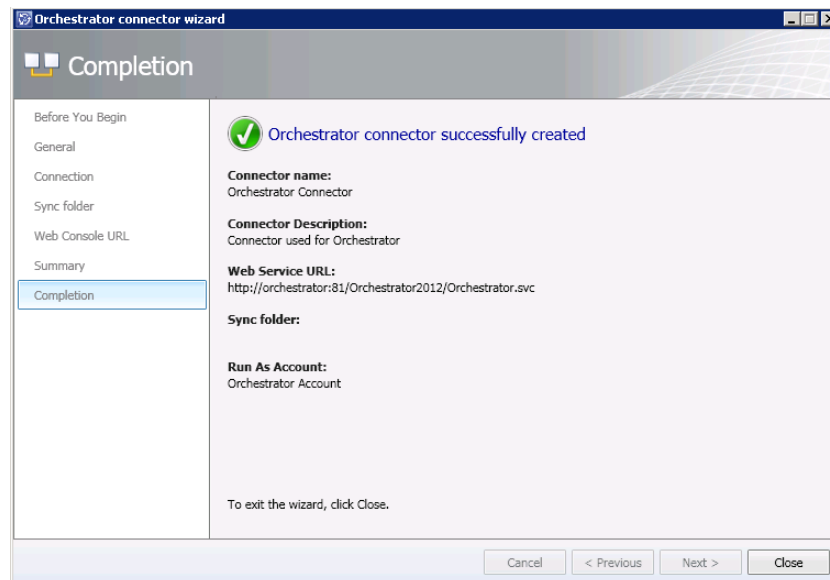 Orchestrator connector wizard
Completion
Before You Begin
General
Connection
Sync folder
Web Console URL
Summary
Completion
Orchestrator connector successfully created
Connector name:
Orchestrator Connector
Connector Description:
Connector used for Orchestrator
Web Service URL:
http://orchestrator:81/Orchestrator2012/Orchestrator.svc
Sync folder:
Run As Account:
Orchestrator Account
To exit the wizard, click Close.
Cancel
< Previous
Next >
Close